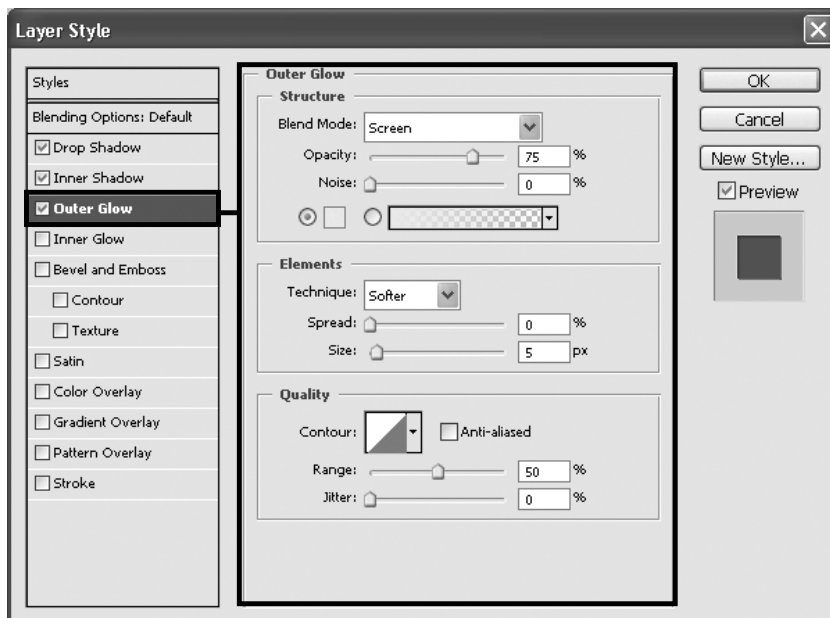 Layer Style
Styles
Blending Options: Default
Drop Shadow
Inner Shadow
Outer Glow
Inner Glow
Bevel and Emboss
Contour
Texture
Satin
Color Overlay
Gradient Overlay
Pattern Overlay
Stroke
Outer Glow
Structure
Blend Mode: Screen
Opacity: 75 %
Noise: 0 %
Elements
Technique: Softer
Spread: 0 %
Size: 5 px
Quality
Contour: Anti-aliased
Range: 50 %
Jitter: 0 %
OK
Cancel
New Style...
Preview